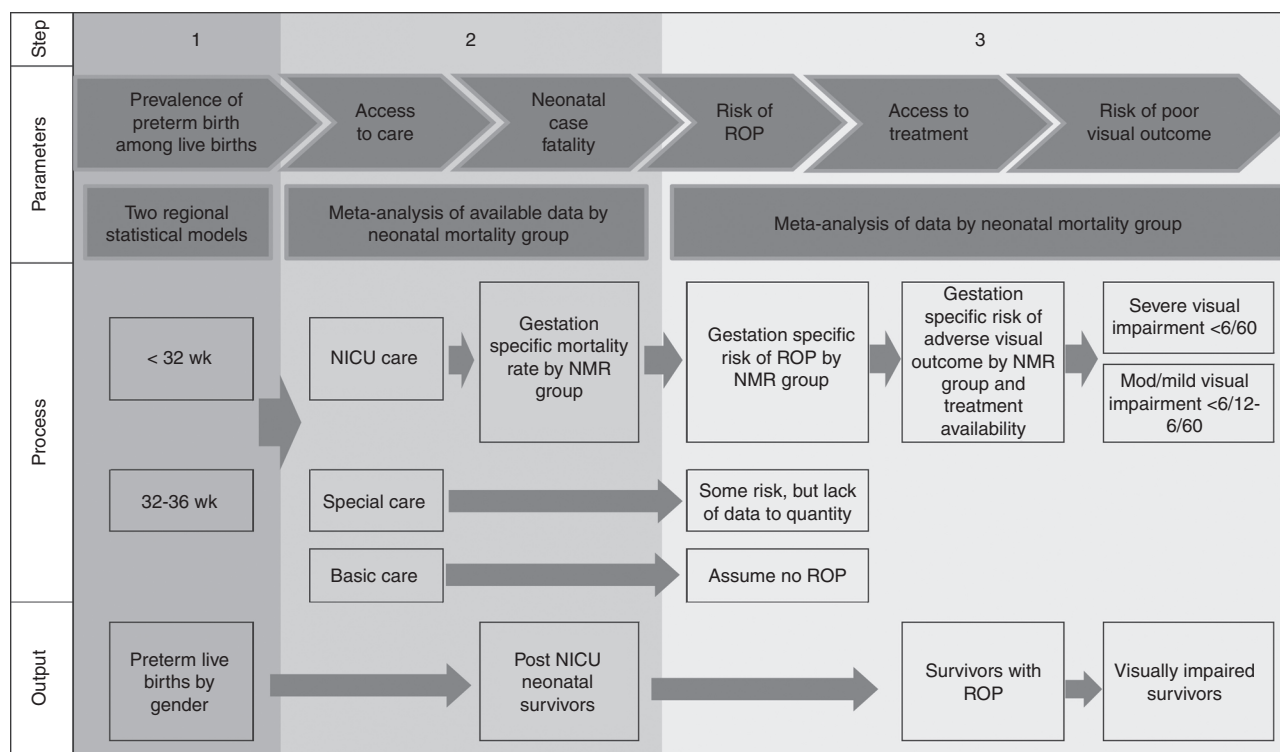 Step
1
2
3
Parameters
Prevalence of
preterm birth
among live births
Access
to care
Neonatal
case
fatality
Risk of
ROP
Access to
treatment
Risk of poor
visual outcome
Two regional
statistical models
Meta-analysis of available data by
neonatal mortality group
Meta-analysis of data by neonatal mortality group
Process
< 32 wk
NICU care
Gestation
specific mortality
rate by NMR
group
Gestation specific
risk of ROP by
NMR group
Gestation
specific risk of
adverse visual
outcome by NMR
group and
treatment
availability
Severe visual
impairment <6/60
Mod/mild visual
impairment <6/12-
6/60
32-36 wk
Special care
Some risk, but lack
of data to quantity
Basic care
Assume no ROP
Output
Preterm live
births by
gender
Post NICU
neonatal
survivors
Survivors with
ROP
Visually impaired
survivors